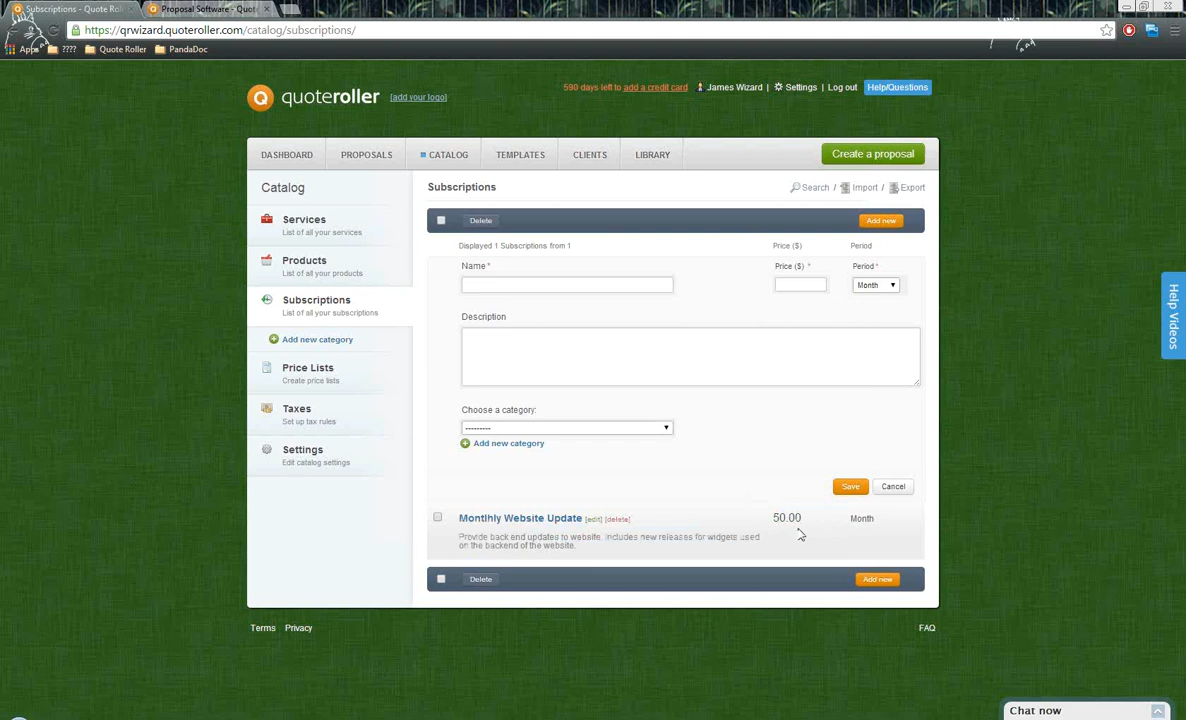 Subscriptions - Quote Rol
Proposal Software - Quot
https://qrwizard.quoteroller.com/catalog/subscriptions/
Apps ???? Quote Roller PandaDoc
quoteroller [add your logo]
590 days left to add a credit card James Wizard Settings Log out Help/Questions
DASHBOARD PROPOSALS CATALOG TEMPLATES CLIENTS LIBRARY Create a proposal
Catalog
Services
List of all your services
Products
List of all your products
Subscriptions
List of all your subscriptions
Add new category
Price Lists
Create price lists
Taxes
Set up tax rules
Settings
Edit catalog settings
Subscriptions Search / Import / Export
Delete Add new
Displayed 1 Subscriptions from 1 Price ($) Period
Name* Price ($) * Period*
Month
Description
Choose a category:
---------
Add new category
Save Cancel
Montlhly Website Update [edit] [delete] 50.00 Month
Provide back end updates to website. Includes new releases for widgets used
on the backend of the website.
Delete Add new
Terms Privacy FAQ
Help Videos
Chat now